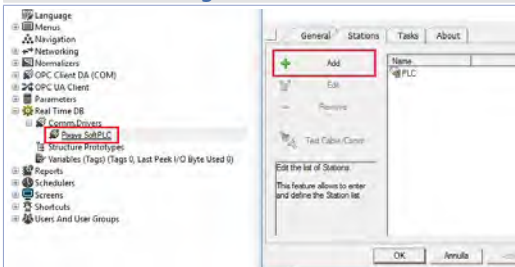 Language
Menus
Navigation
Networking
Normalizers
OPC Client DA (COM)
OPC UA Client
Parameters
Real Time DB
Comm.Drivers
SoftPLC
Structure Prototypes
Variables (Tags) (Tags 0, Last Peek I/O Byte Used 0)
Reports
Schedulers
Screens
Shortcuts
Users And User Groups
General Stations Tasks About
Add
Edit
Remove
Test Cable/Comm
Name
PLC
Edit the list of Stations.
This feature allows to enter
and define the Station list
OK Annulla